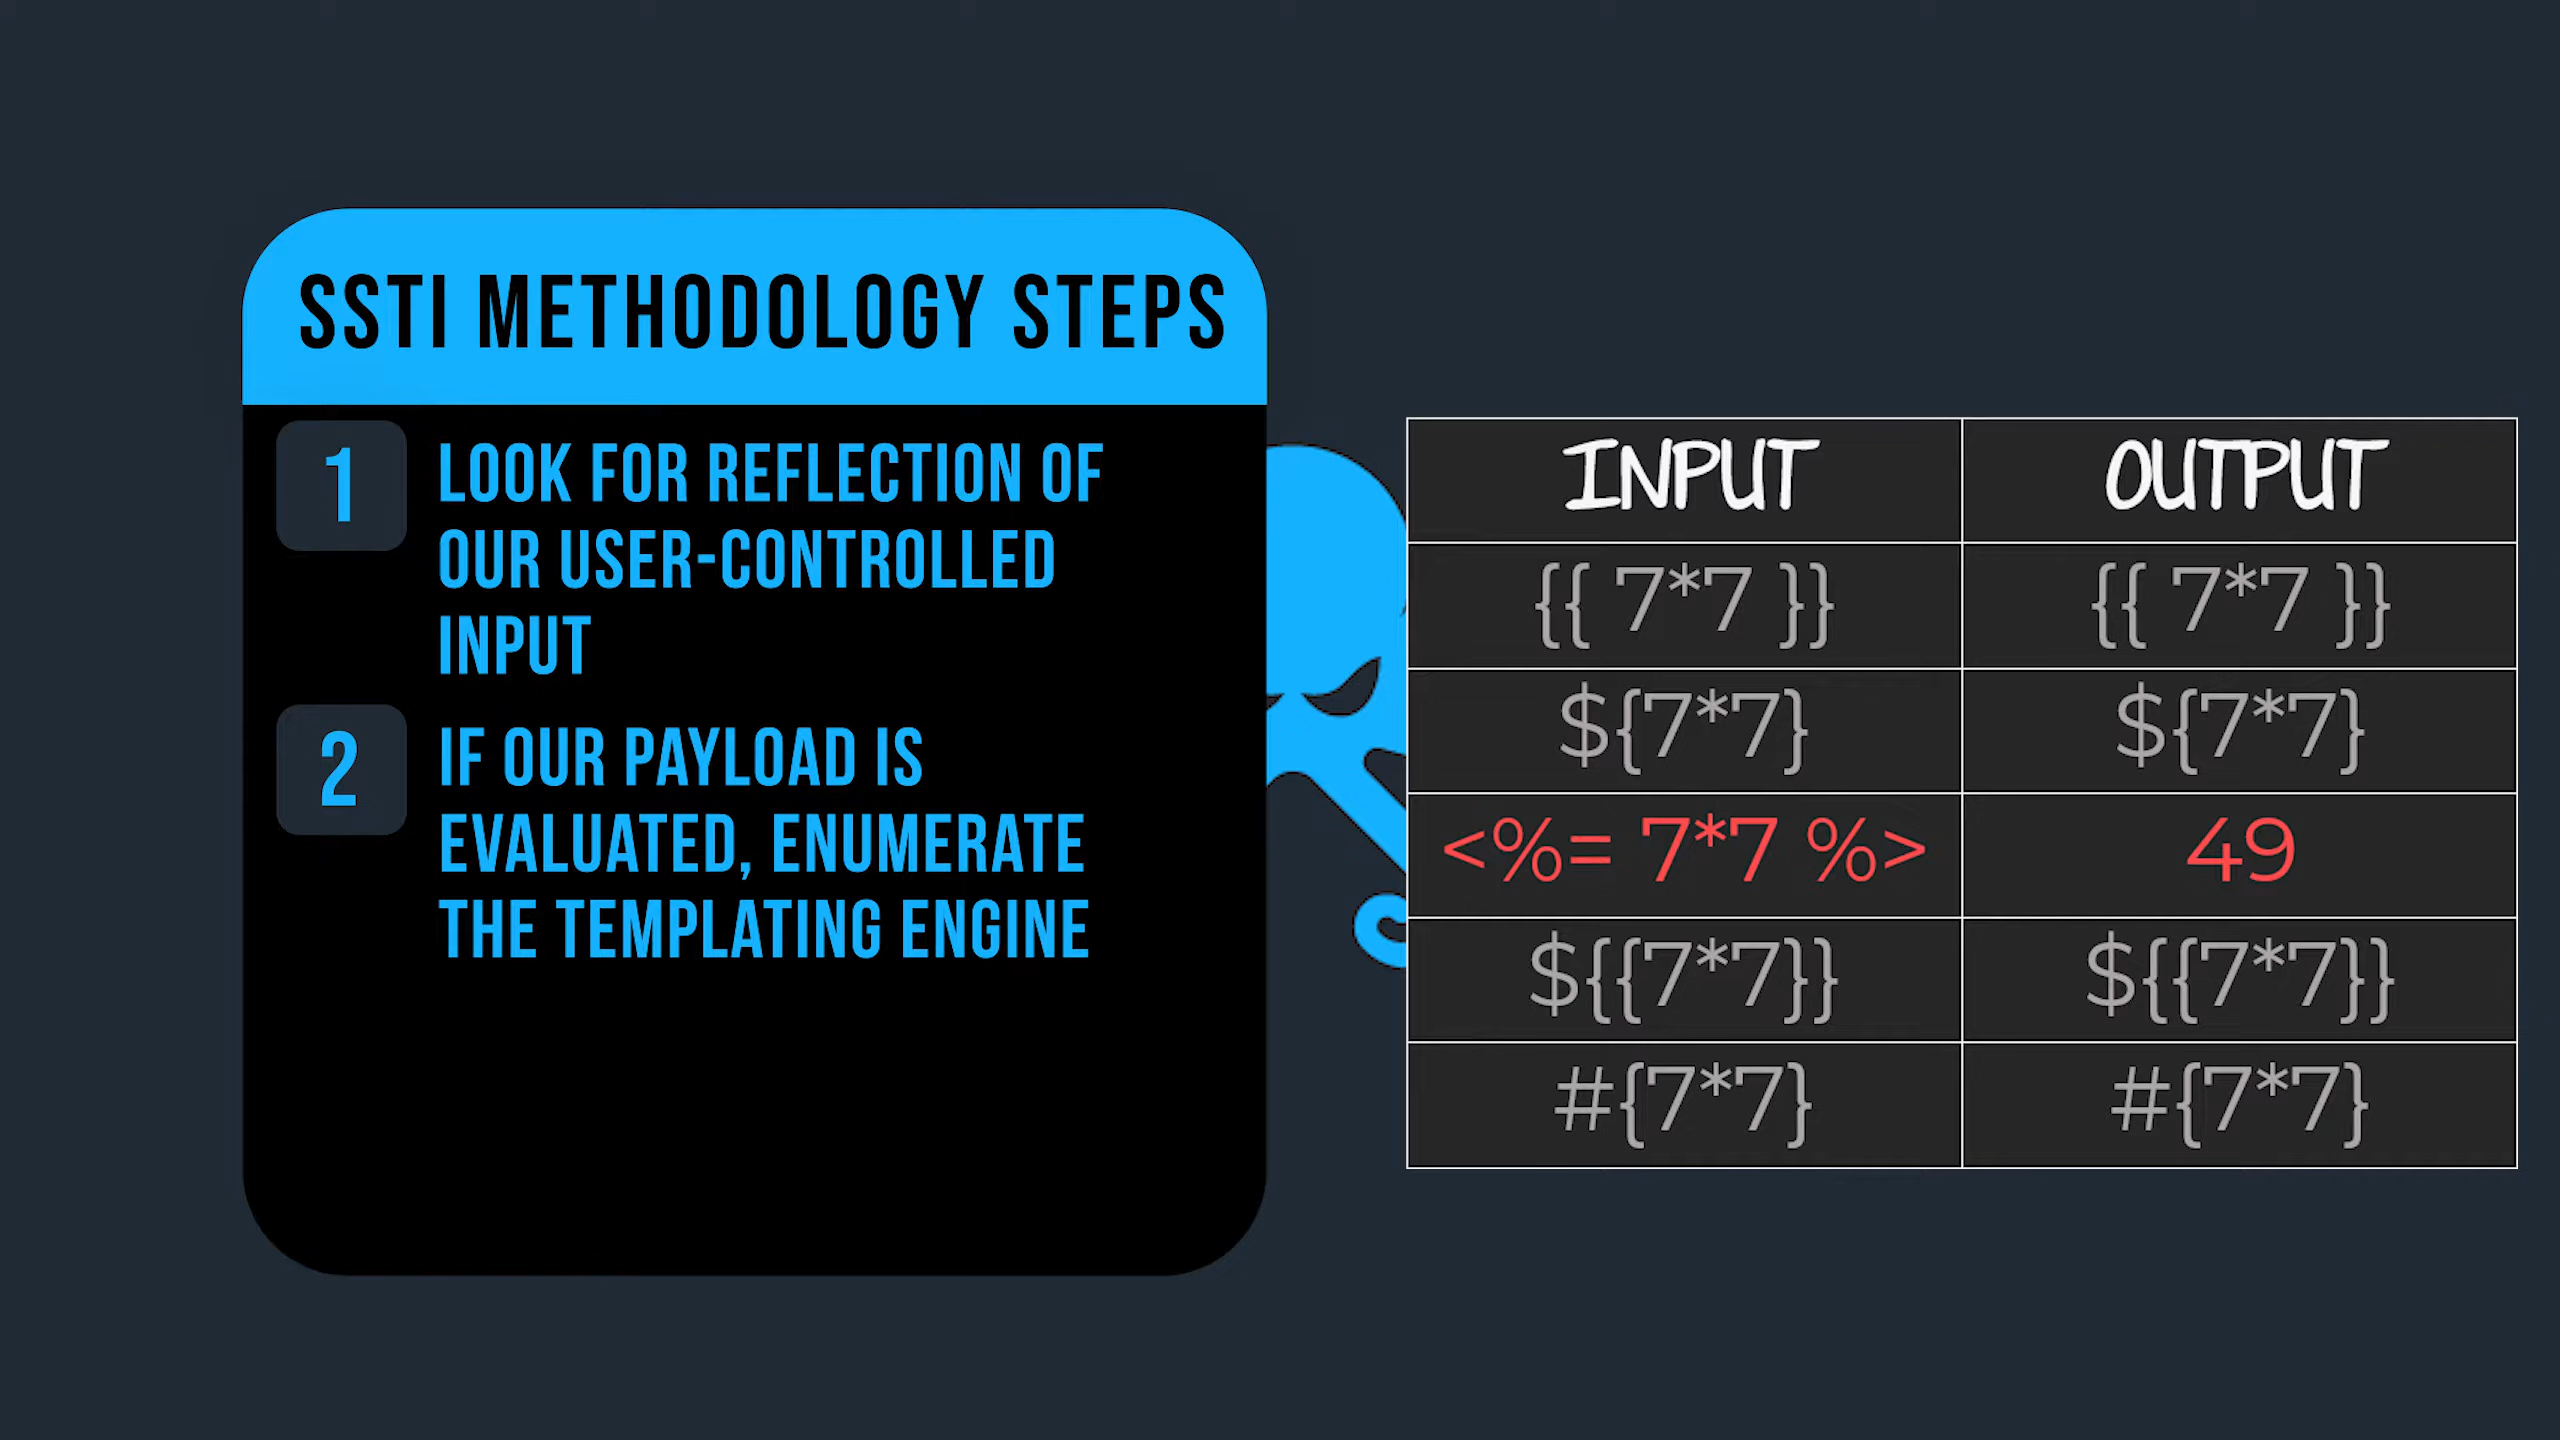 SSTI METHODOLOGY STEPS
1
LOOK FOR REFLECTION OF
OUR USER-CONTROLLED
INPUT
2
IF OUR PAYLOAD IS
EVALUATED, ENUMERATE
THE TEMPLATING ENGINE
INPUT OUTPUT
{{ 7*7 }} {{ 7*7 }}
${7*7} ${7*7}
<%= 7*7 %> 49
${{7*7}} ${{7*7}}
#{7*7} #{7*7}